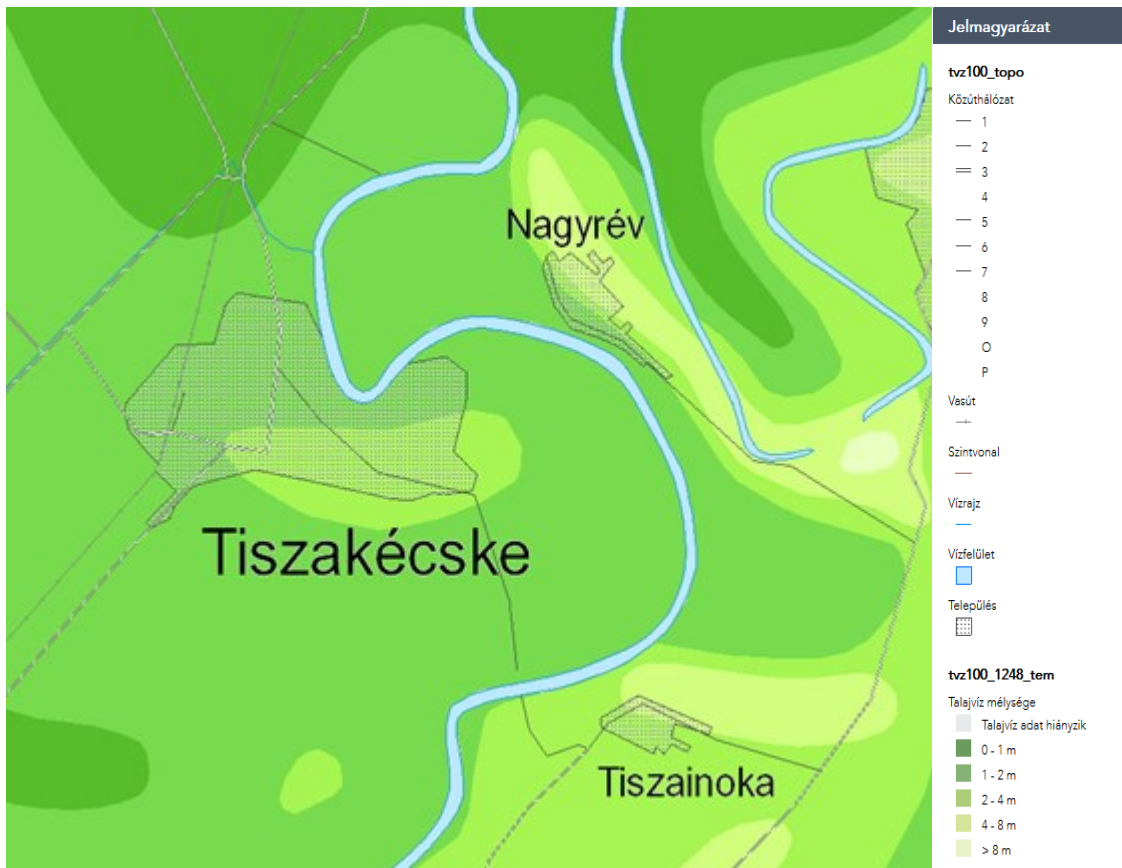 Nagyrév
Tiszakécske
Tiszainoka
Jelmagyarázat
tvz100_topo
Közúthálózat
1
2
3
4
5
6
7
8
9
O
P
Vasút
Szintvonal
Vízrajz
Vízfelület
Település
tvz100_1248_tem
Talajvíz mélysége
Talajvíz adat hiányzik
0 - 1 m
1 - 2 m
2 - 4 m
4 - 8 m
> 8 m